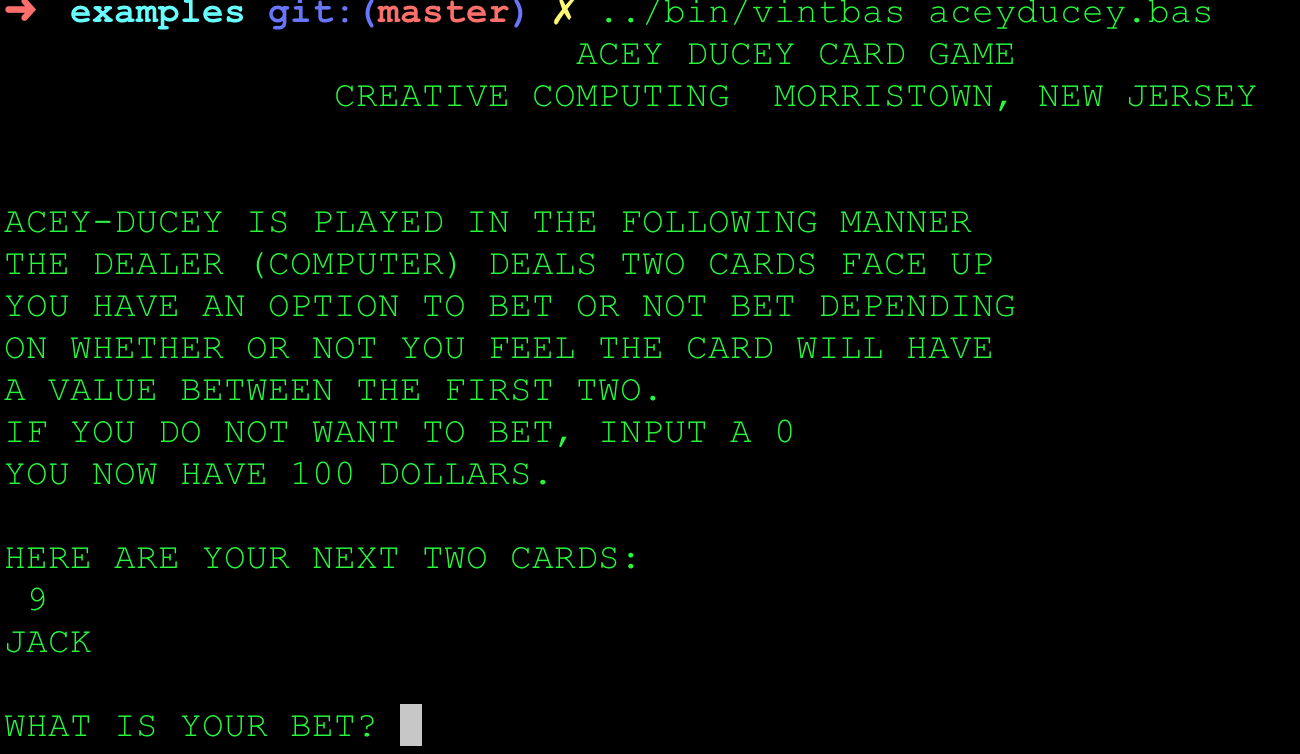 ➜ examples git:(master) ✗ ../bin/vintbas aceyducey.bas
ACEY DUCEY CARD GAME
CREATIVE COMPUTING  MORRISTOWN, NEW JERSEY
ACEY-DUCEY IS PLAYED IN THE FOLLOWING MANNER
THE DEALER (COMPUTER) DEALS TWO CARDS FACE UP
YOU HAVE AN OPTION TO BET OR NOT BET DEPENDING
ON WHETHER OR NOT YOU FEEL THE CARD WILL HAVE
A VALUE BETWEEN THE FIRST TWO.
IF YOU DO NOT WANT TO BET, INPUT A 0
YOU NOW HAVE 100 DOLLARS.
HERE ARE YOUR NEXT TWO CARDS:
9
JACK
WHAT IS YOUR BET?